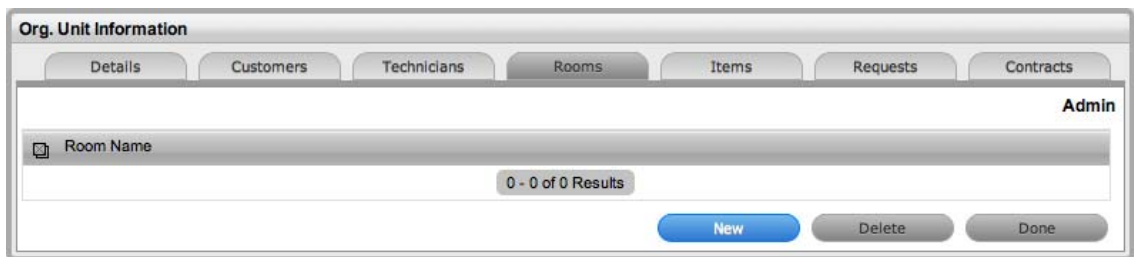 Org. Unit Information
Details Customers Technicians Rooms Items Requests Contracts
Admin
Room Name
0 - 0 of 0 Results
New Delete Done